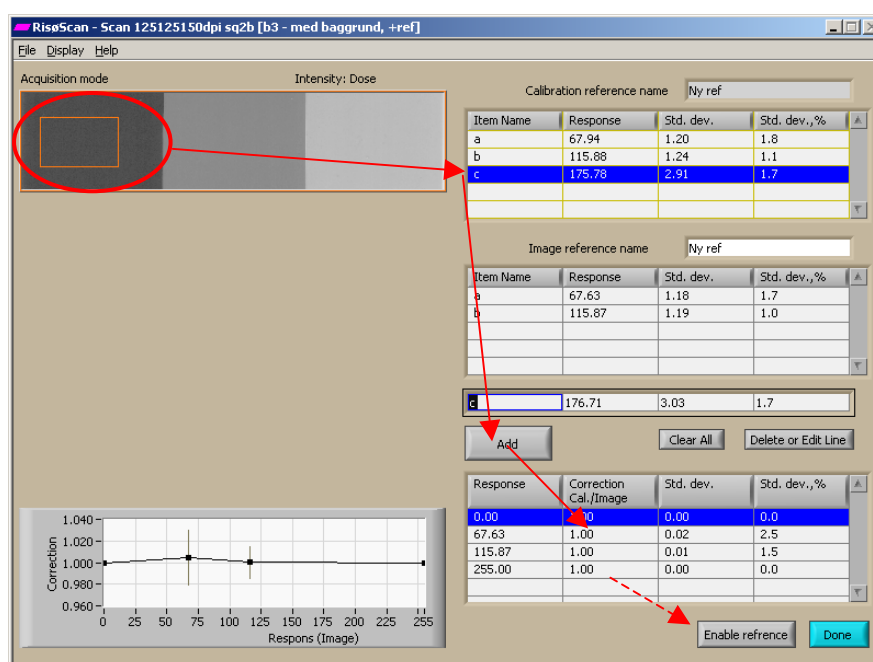 RisøScan - Scan 125125150dpi sq2b [b3 - med baggrund, +ref]
File Display Help
Acquisition mode Intensity: Dose
Calibration reference name Ny ref
Item Name Response Std. dev. Std. dev.,%
a 67.94 1.20 1.8
b 115.88 1.24 1.1
c 175.78 2.91 1.7
Image reference name Ny ref
Item Name Response Std. dev. Std. dev.,%
a 67.63 1.18 1.7
b 115.87 1.19 1.0
c 176.71 3.03 1.7
Add Clear All Delete or Edit Line
Response Correction Cal./Image Std. dev. Std. dev.,%
0.00 1.00 0.00 0.0
67.63 1.00 0.02 2.5
115.87 1.00 0.01 1.5
255.00 1.00 0.00 0.0
Correction
1.040
1.020
1.000
0.980
0.960
0 25 50 75 100 125 150 175 200 225 255
Respons (Image)
Enable refrence Done